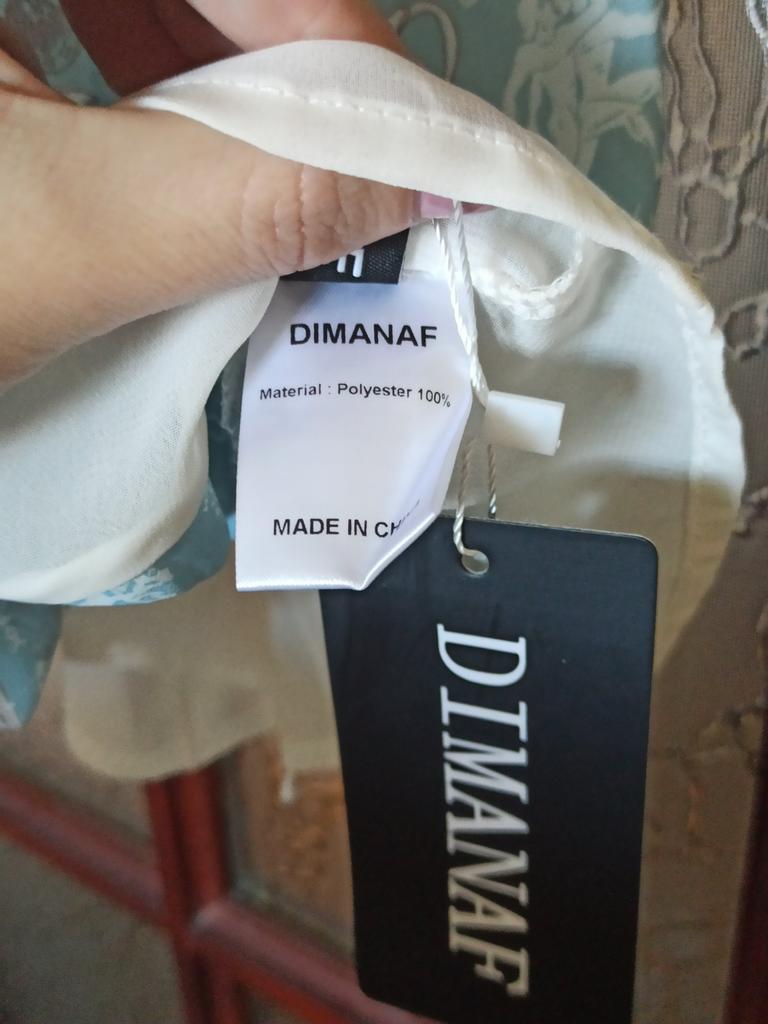 DIMANAF
Material : Polyester 100%
MADE IN
DIMANAF